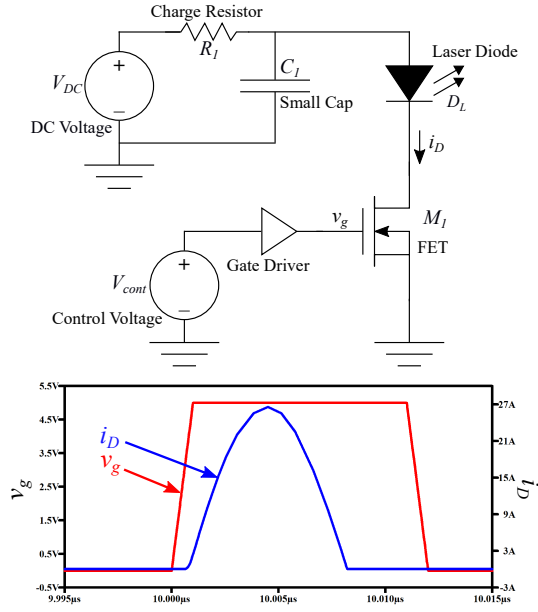 Charge Resistor
R1
Laser Diode
VDC
C1
DC Voltage
Small Cap
DL
iD
vg
M1
FET
Gate Driver
Vcont
Control Voltage
5.5V
4.5V
3.5V
2.5V
1.5V
0.5V
-0.5V
vg
iD
vg
27A
21A
15A
9A
3A
-3A
iD
9.995µs
10.000µs
10.005µs
10.010µs
10.015µs